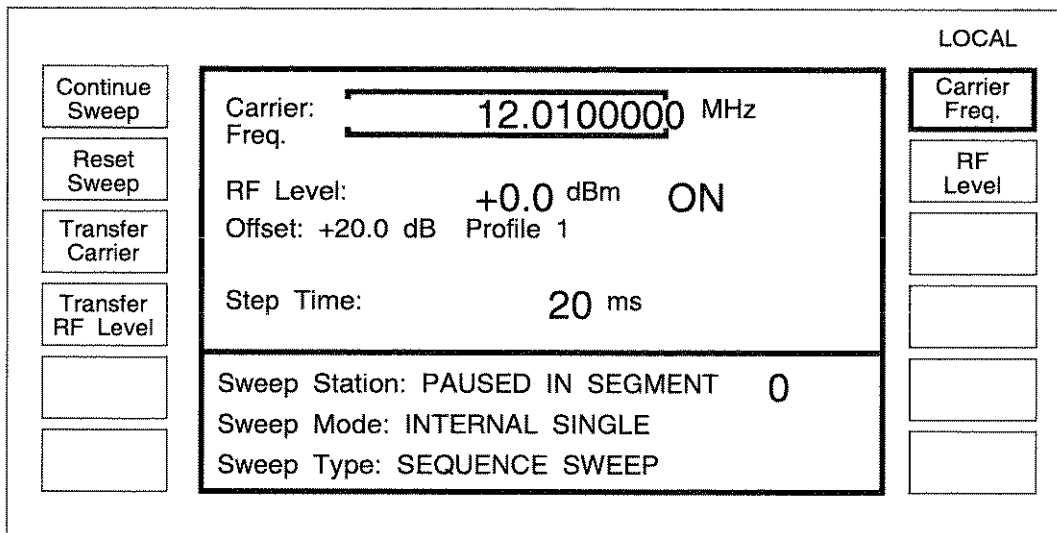 LOCAL
Continue
Sweep
Reset
Sweep
Transfer
Carrier
Transfer
RF Level
Carrier: 12.0100000 MHz
Freq.
RF Level: +0.0 dBm ON
Offset: +20.0 dB Profile 1
Step Time: 20 ms
Sweep Station: PAUSED IN SEGMENT 0
Sweep Mode: INTERNAL SINGLE
Sweep Type: SEQUENCE SWEEP
Carrier
Freq.
RF
Level